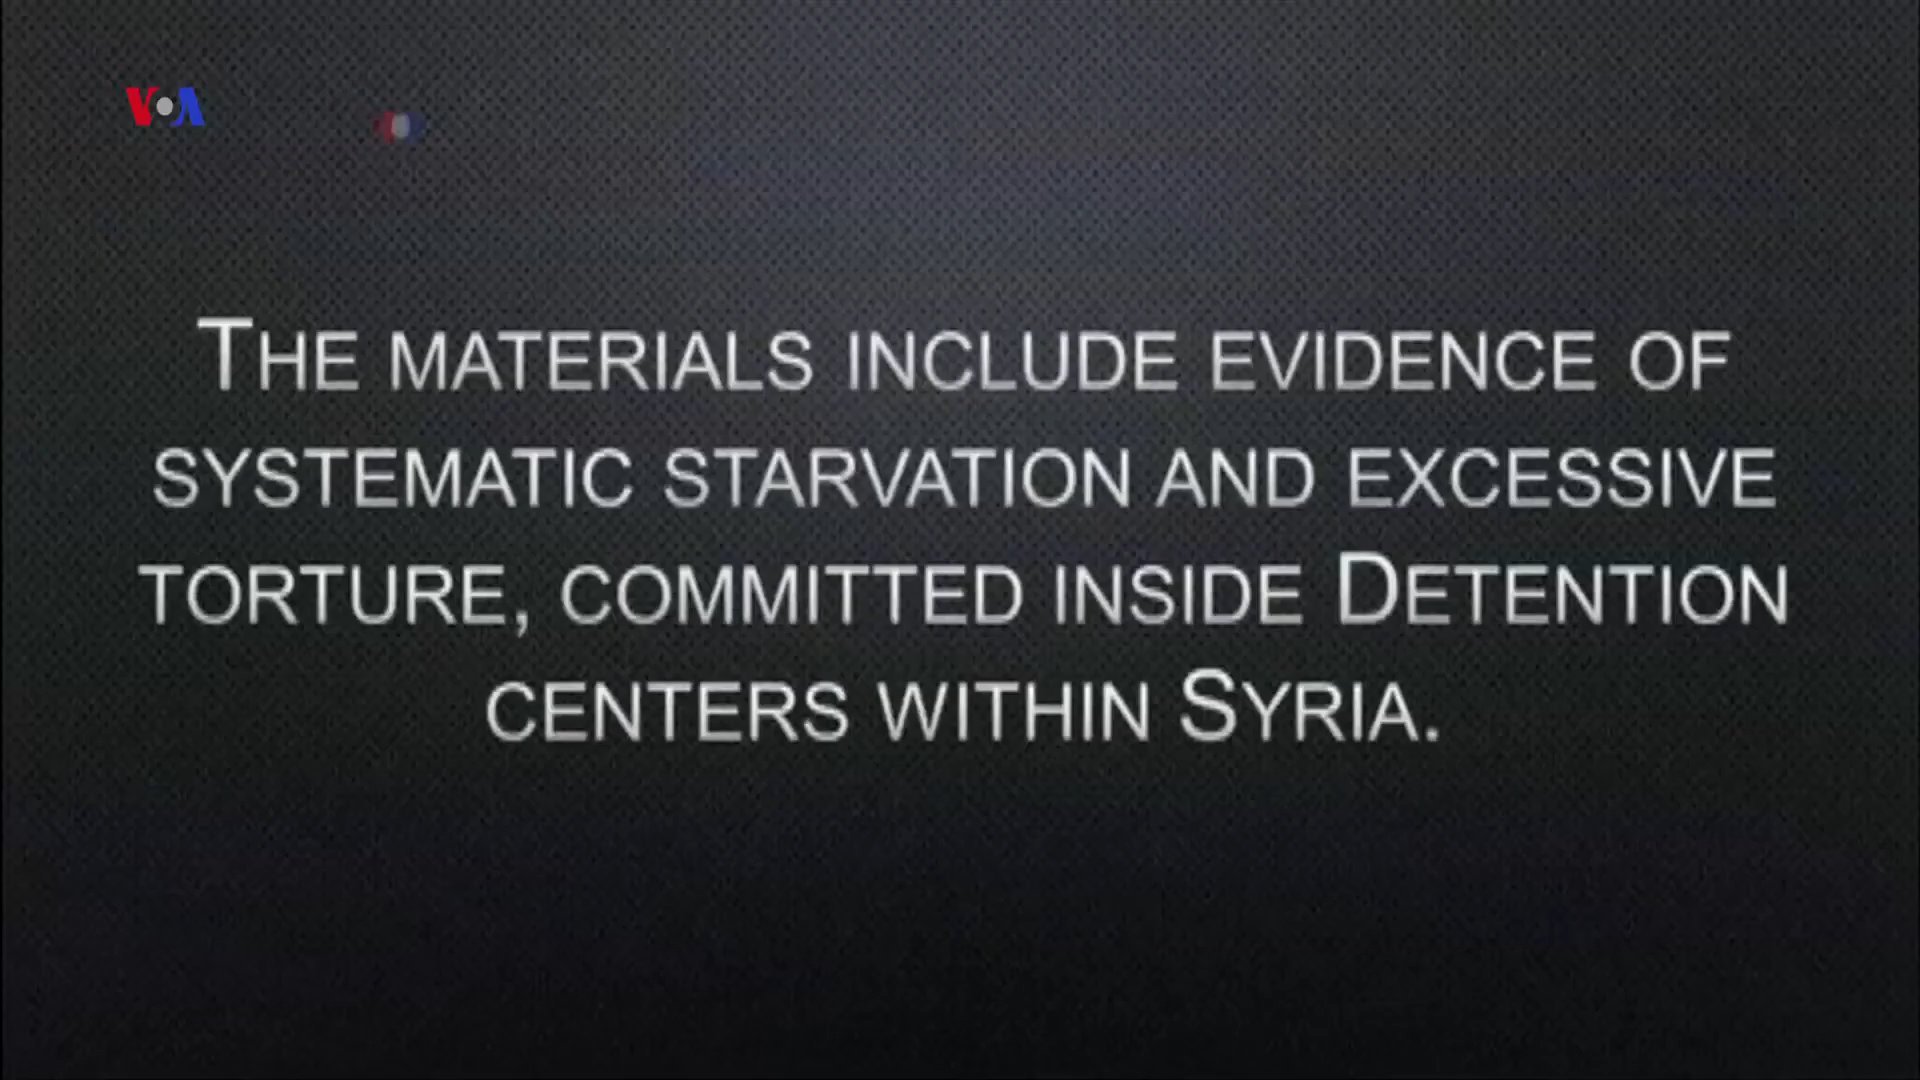 VOA
THE MATERIALS INCLUDE EVIDENCE OF
SYSTEMATIC STARVATION AND EXCESSIVE
TORTURE, COMMITTED INSIDE DETENTION
CENTERS WITHIN SYRIA.